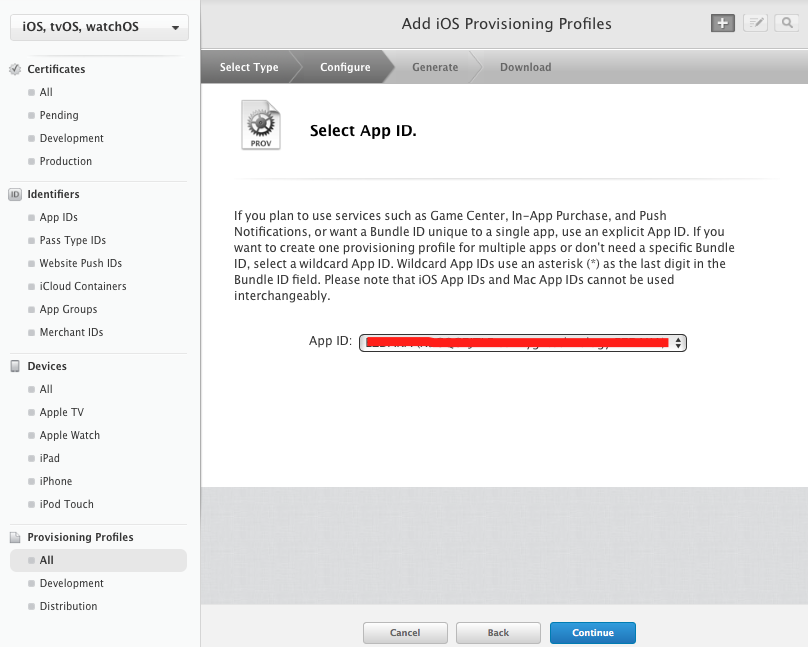 iOS, tvOS, watchOS
Certificates
All
Pending
Development
Production
ID
Identifiers
App IDs
Pass Type IDs
Website Push IDs
iCloud Containers
App Groups
Merchant IDs
Devices
All
Apple TV
Apple Watch
iPad
iPhone
iPod Touch
Provisioning Profiles
All
Development
Distribution
Add iOS Provisioning Profiles
Select Type
Configure
Generate
Download
PROV
Select App ID.
If you plan to use services such as Game Center, In-App Purchase, and Push
Notifications, or want a Bundle ID unique to a single app, use an explicit App ID. If you
want to create one provisioning profile for multiple apps or don't need a specific Bundle
ID, select a wildcard App ID. Wildcard App IDs use an asterisk (*) as the last digit in the
Bundle ID field. Please note that iOS App IDs and Mac App IDs cannot be used
interchangeably.
App ID:
Cancel
Back
Continue